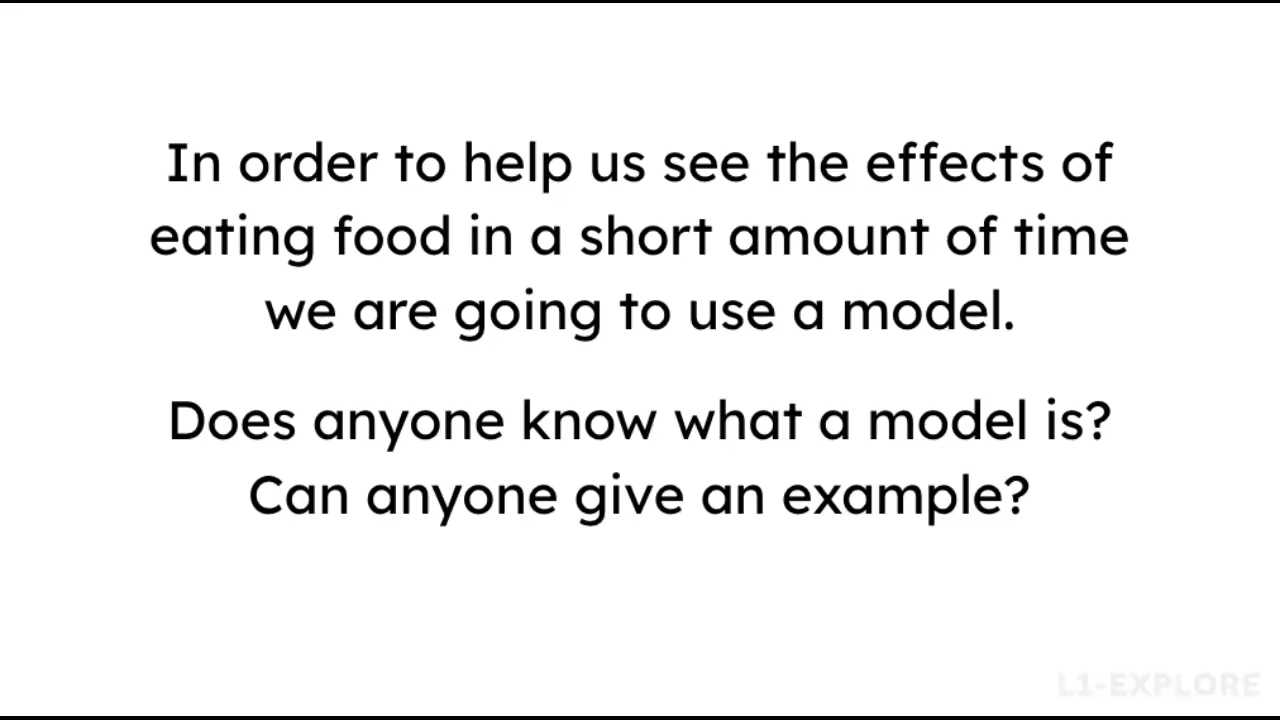 In order to help us see the effects of
eating food in a short amount of time
we are going to use a model.
Does anyone know what a model is?
Can anyone give an example?
L1-EXPLORE